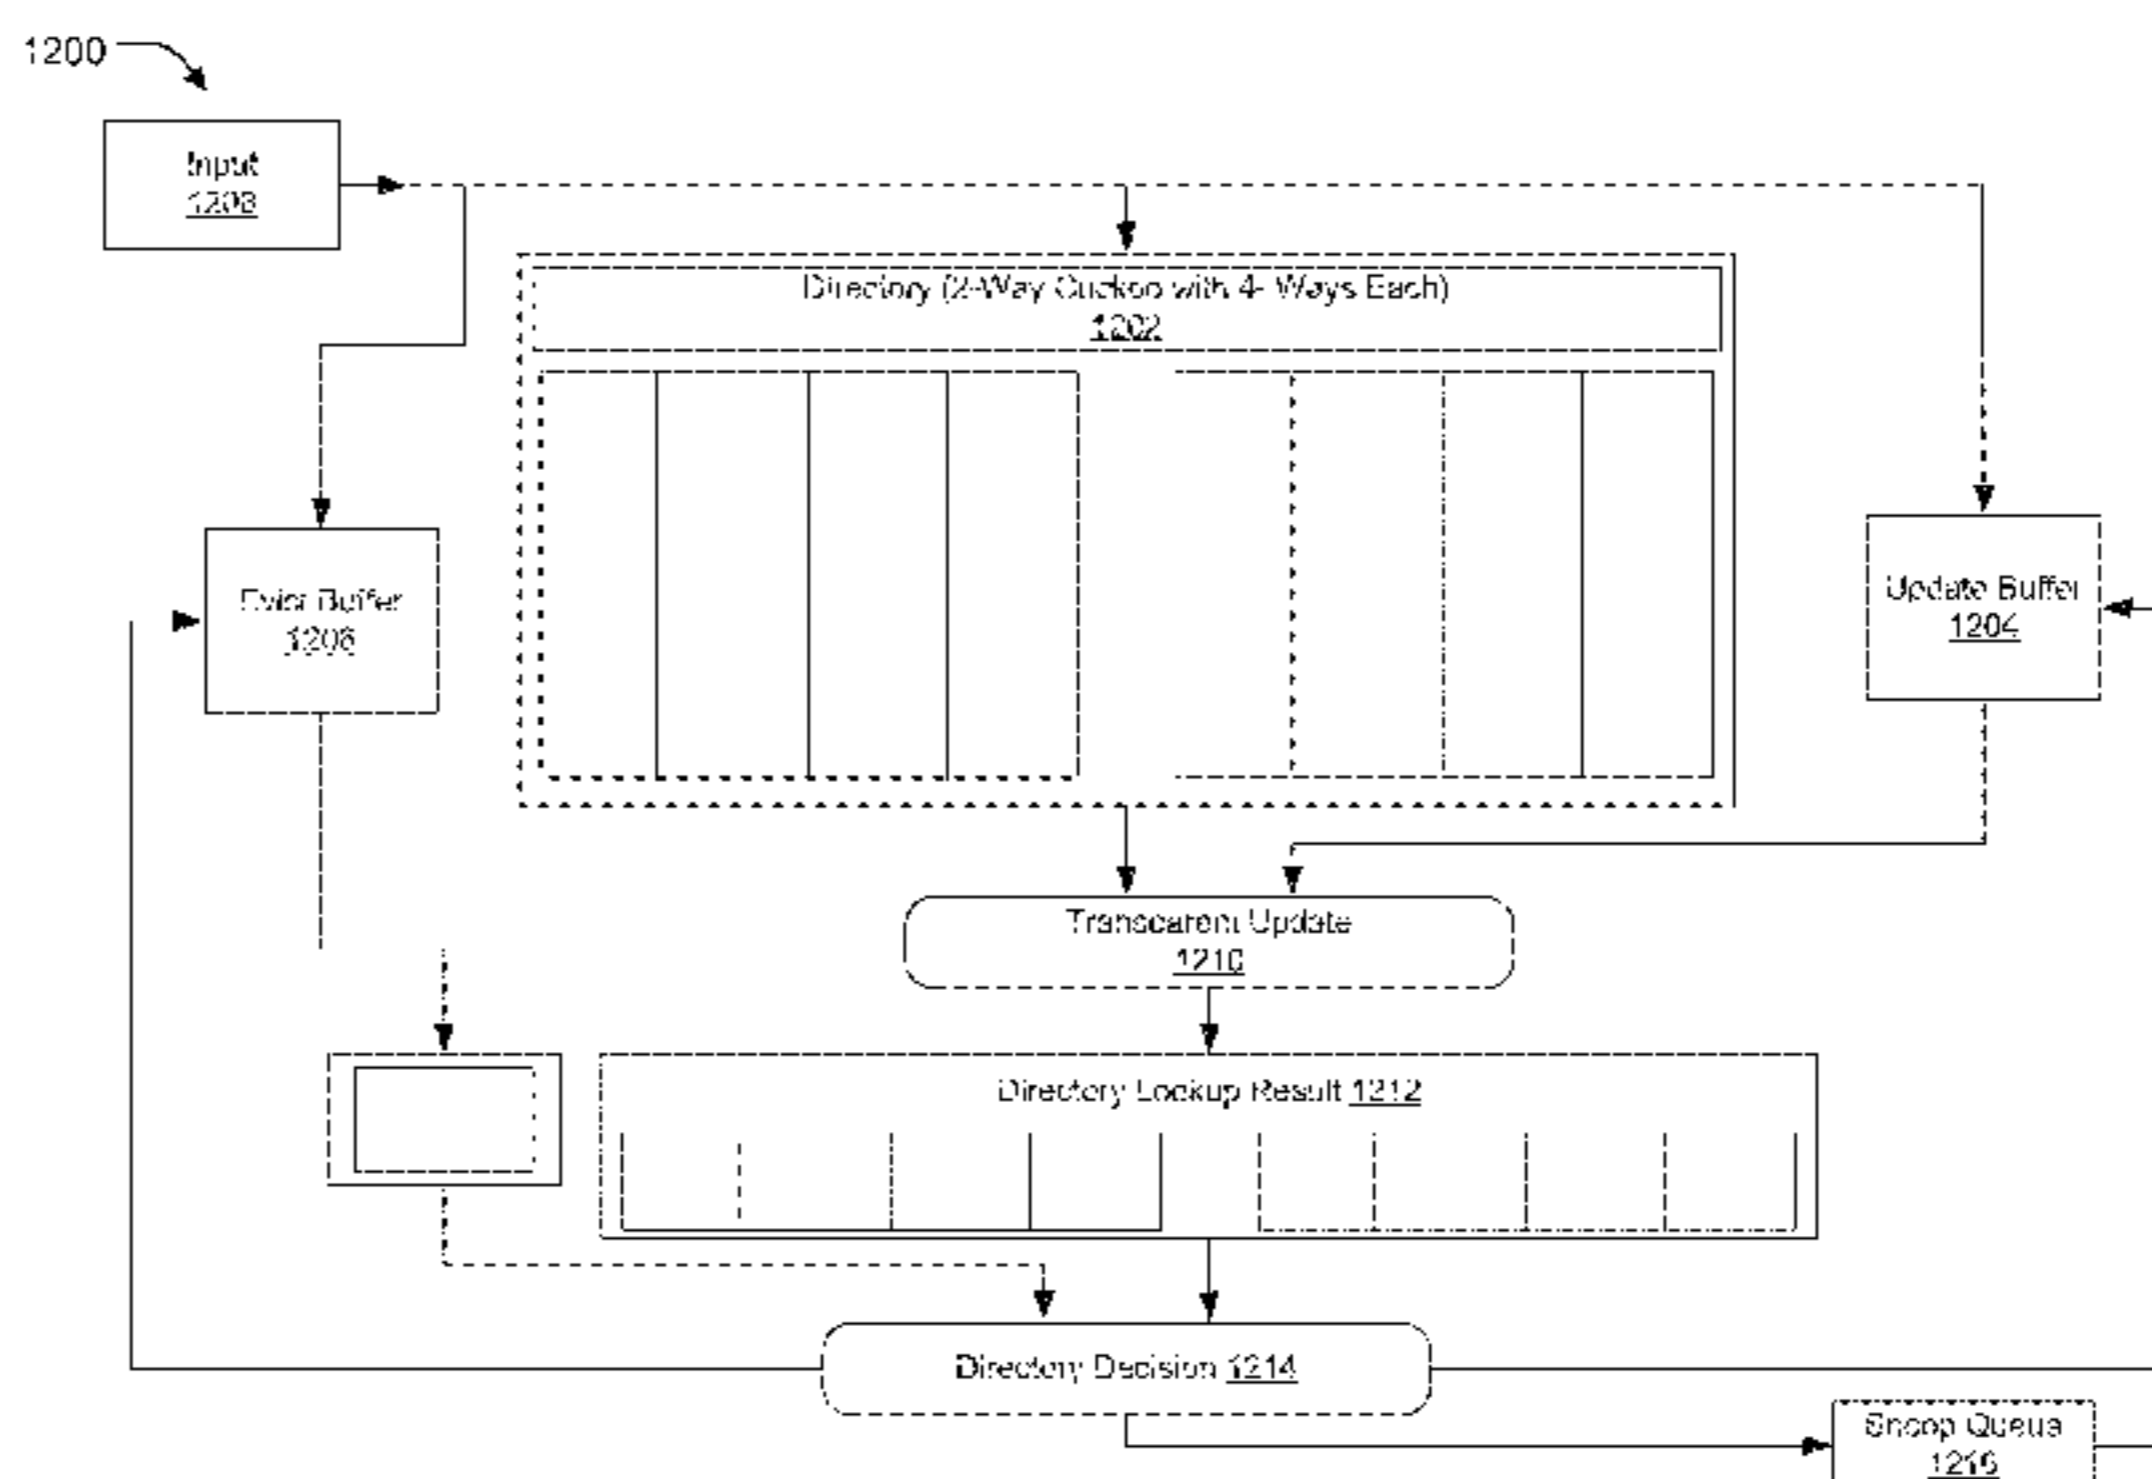 1200
Input
1208
Directory (2-Way Cuckoo with 4- Ways Each)
1202
Evict Buffer
1206
Update Buffer
1204
Transparent Update
1210
Directory Lookup Result 1212
Directory Decision 1214
Snoop Queue
1216